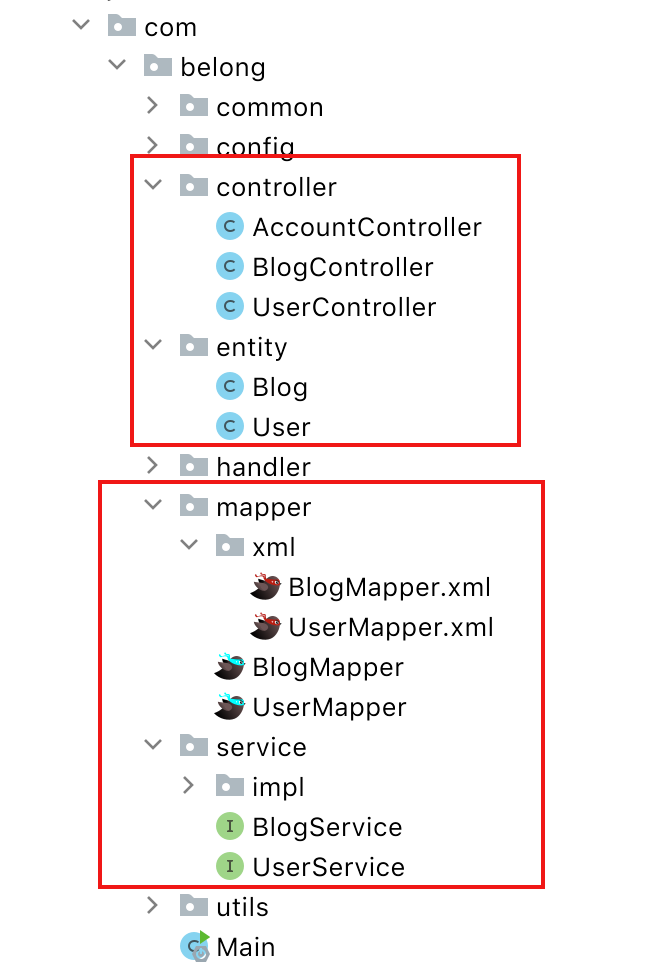 com
belong
common
config
controller
C AccountController
C BlogController
C UserController
entity
C Blog
C User
handler
mapper
xml
BlogMapper.xml
UserMapper.xml
BlogMapper
UserMapper
service
impl
I BlogService
I UserService
utils
C Main